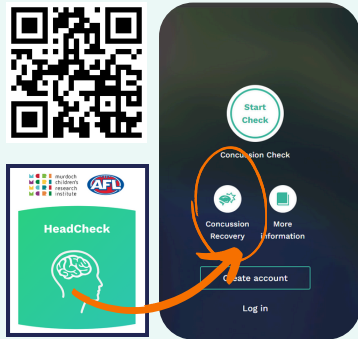 murdoch
children's
research
institute
AFL
HeadCheck
Start
Check
Concussion Check
Concussion
Recovery
More
information
Create account
Log in